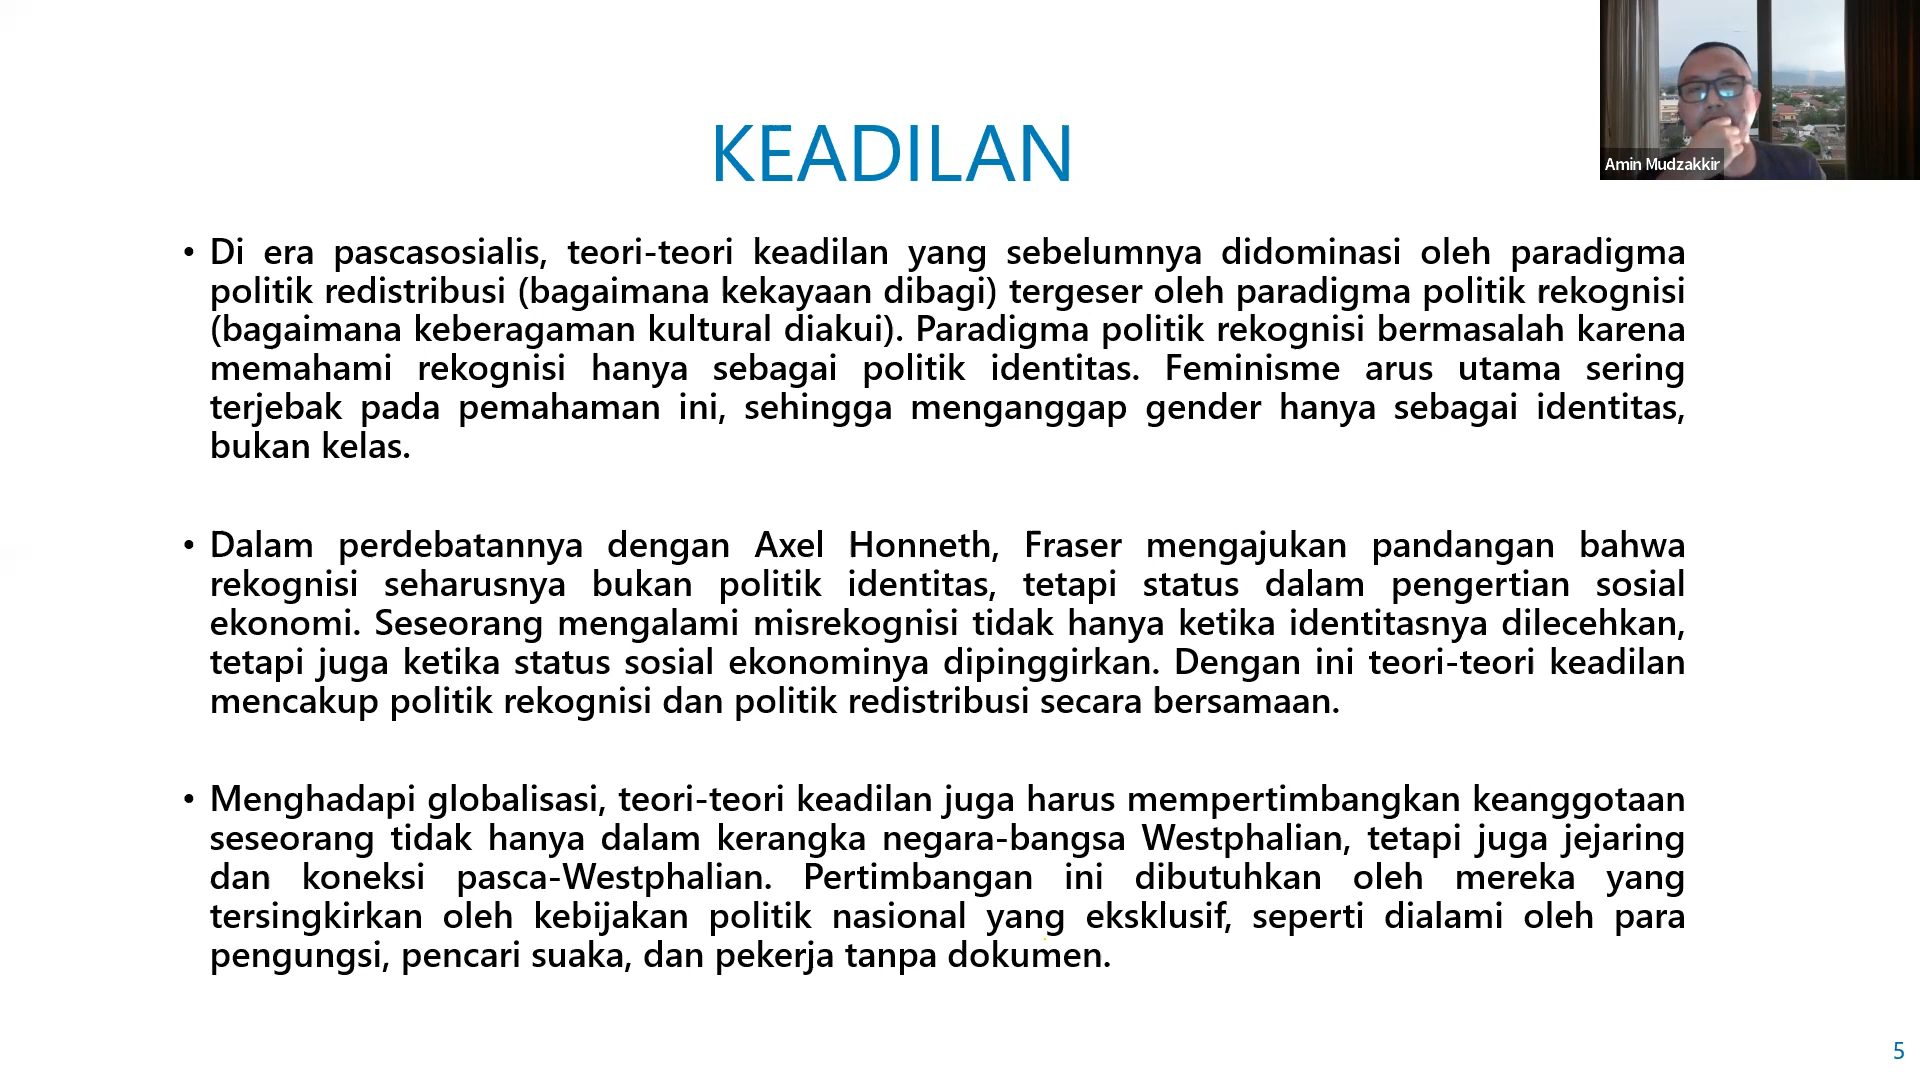 KEADILAN
Amin Mudzakkir
• Di era pascasosialis, teori-teori keadilan yang sebelumnya didominasi oleh paradigma
politik redistribusi (bagaimana kekayaan dibagi) tergeser oleh paradigma politik rekognisi
(bagaimana keberagaman kultural diakui). Paradigma politik rekognisi bermasalah karena
memahami rekognisi hanya sebagai politik identitas. Feminisme arus utama sering
terjebak pada pemahaman ini, sehingga menganggap gender hanya sebagai identitas,
bukan kelas.
• Dalam perdebatannya dengan Axel Honneth, Fraser mengajukan pandangan bahwa
rekognisi seharusnya bukan politik identitas, tetapi status dalam pengertian sosial
ekonomi. Seseorang mengalami misrekognisi tidak hanya ketika identitasnya dilecehkan,
tetapi juga ketika status sosial ekonominya dipinggirkan. Dengan ini teori-teori keadilan
mencakup politik rekognisi dan politik redistribusi secara bersamaan.
• Menghadapi globalisasi, teori-teori keadilan juga harus mempertimbangkan keanggotaan
seseorang tidak hanya dalam kerangka negara-bangsa Westphalian, tetapi juga jejaring
dan koneksi pasca-Westphalian. Pertimbangan ini dibutuhkan oleh mereka yang
tersingkirkan oleh kebijakan politik nasional yang eksklusif, seperti dialami oleh para
pengungsi, pencari suaka, dan pekerja tanpa dokumen.
5